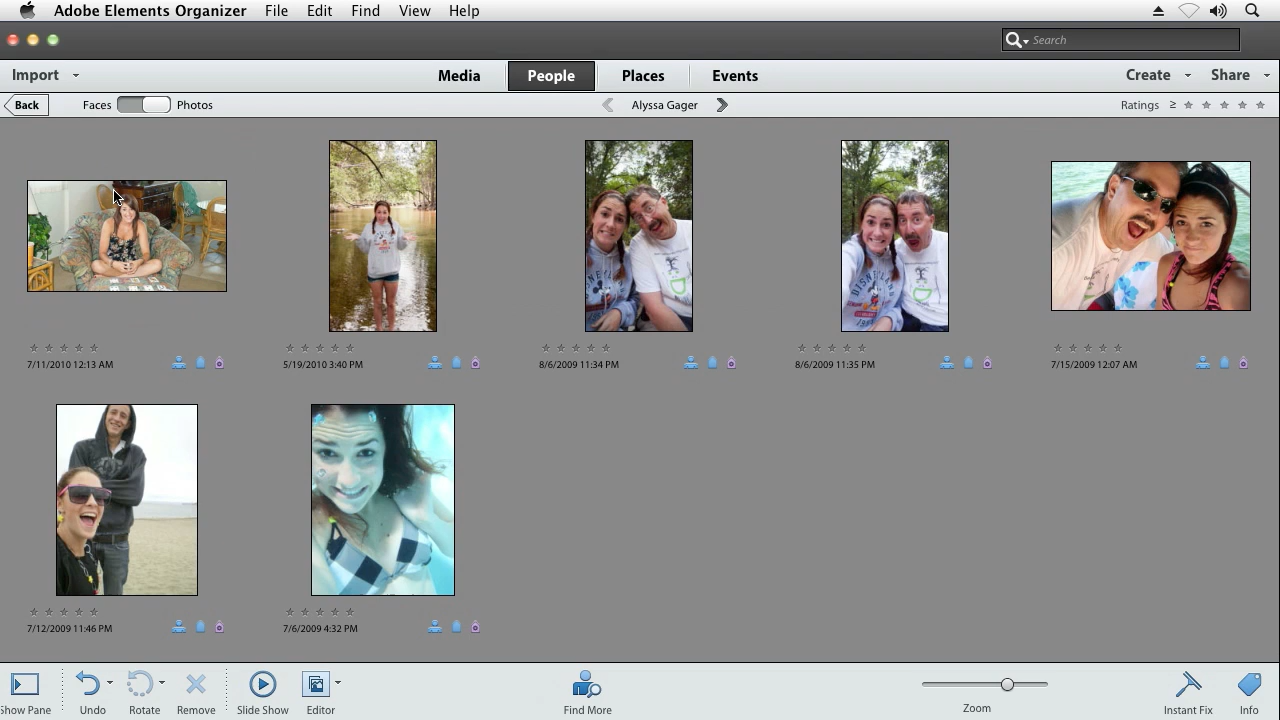 Adobe Elements Organizer File Edit Find View Help
Search
Import Media People Places Events Create Share
Back Faces Photos Alyssa Gager Ratings ≥
7/11/2010 12:13 AM 5/19/2010 3:40 PM 8/6/2009 11:34 PM 8/6/2009 11:35 PM 7/15/2009 12:07 AM
7/12/2009 11:46 PM 7/6/2009 4:32 PM
Show Pane Undo Rotate Remove Slide Show Editor Find More Zoom Instant Fix Info